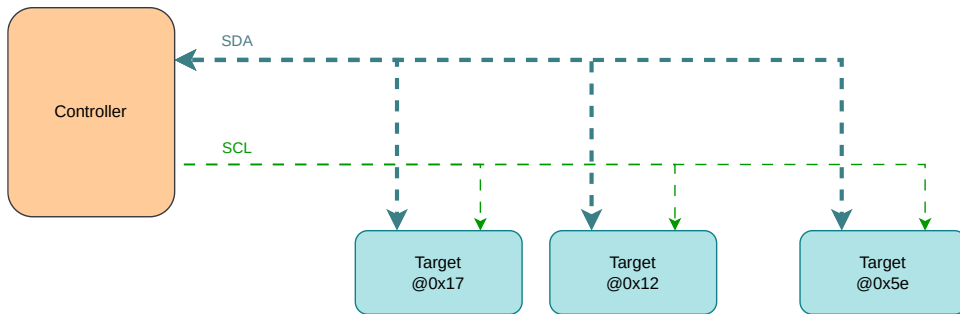 SDA
Controller
SCL
Target
@0x17
Target
@0x12
Target
@0x5e